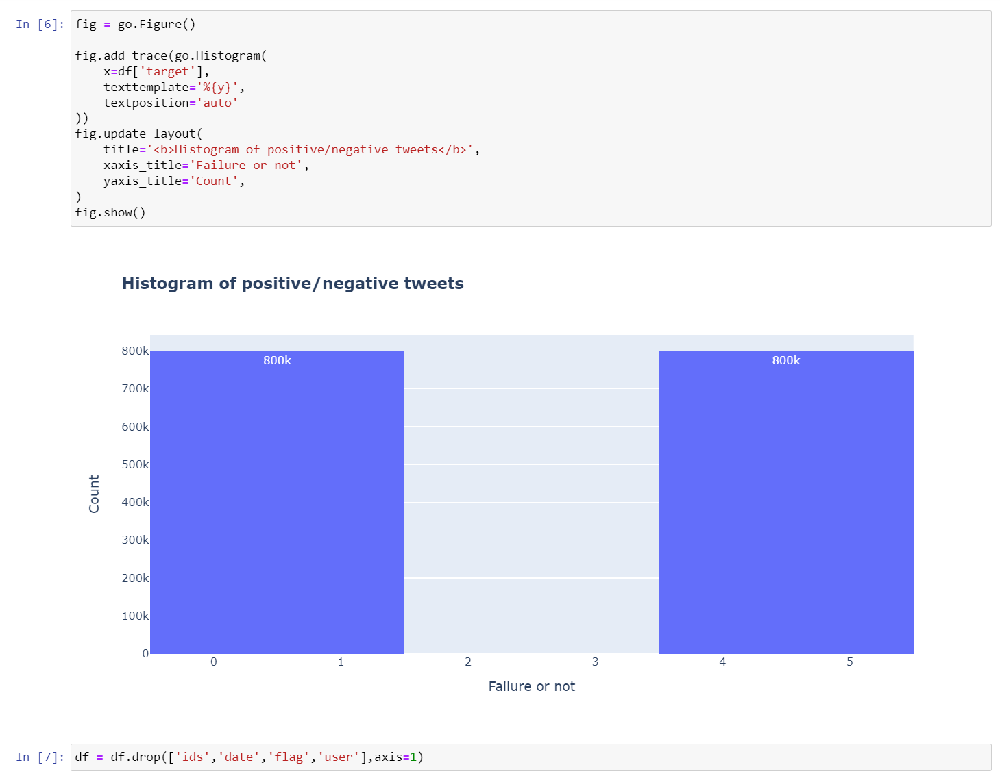 In [6]: fig = go.Figure()
fig.add_trace(go.Histogram(
    x=df['target'],
    texttemplate='%{y}',
    textposition='auto'
))
fig.update_layout(
    title='<b>Histogram of positive/negative tweets</b>',
    xaxis_title='Failure or not',
    yaxis_title='Count',
)
fig.show()
Histogram of positive/negative tweets
800k
700k
600k
500k
400k
300k
200k
100k
0
Count
800k
800k
0 1 2 3 4 5
Failure or not
In [7]: df = df.drop(['ids','date','flag','user'],axis=1)